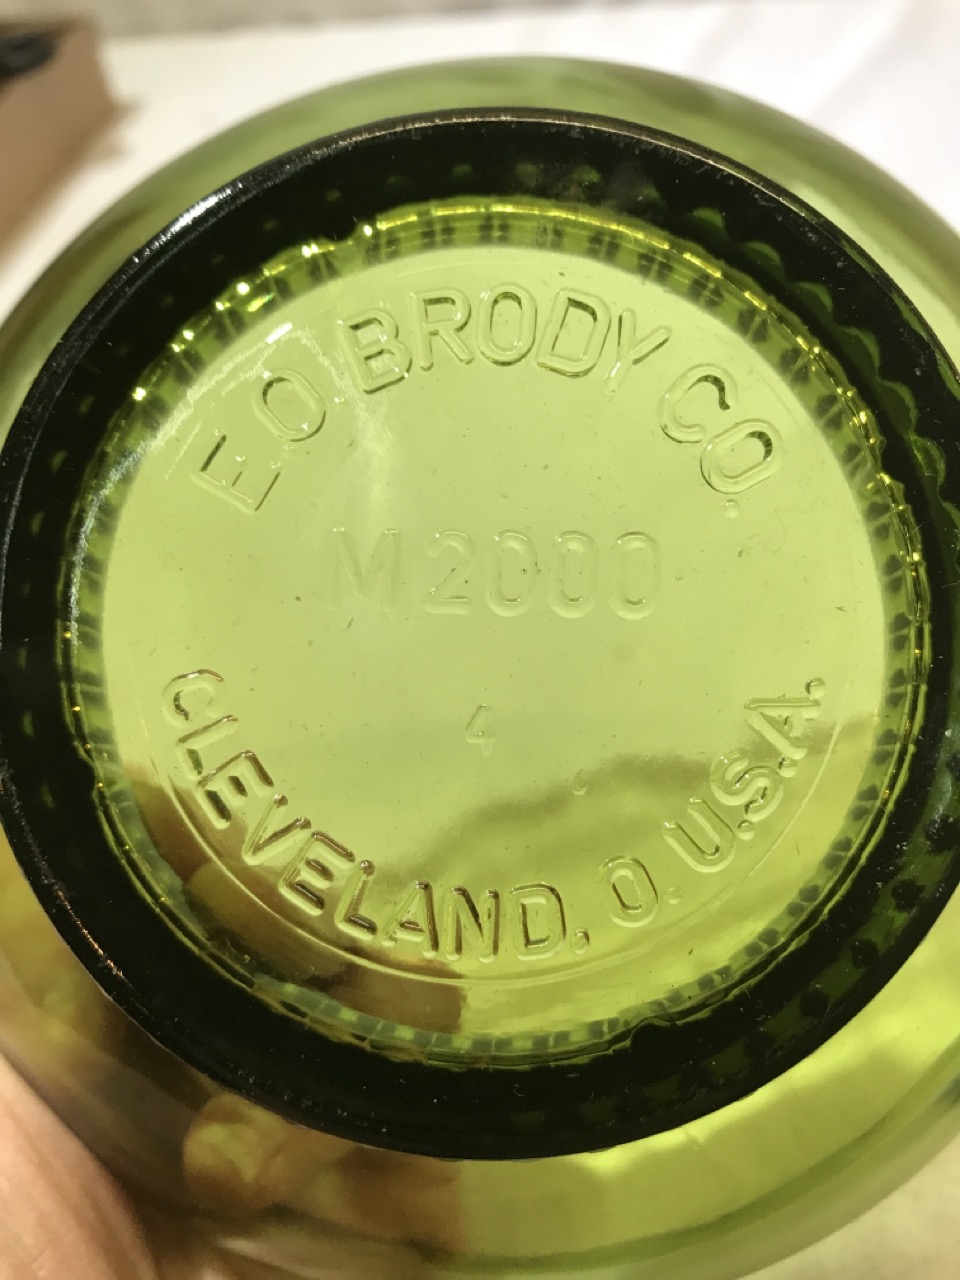 E O BRODY CO.
M2000
4
CLEVELAND, O. U.S.A.